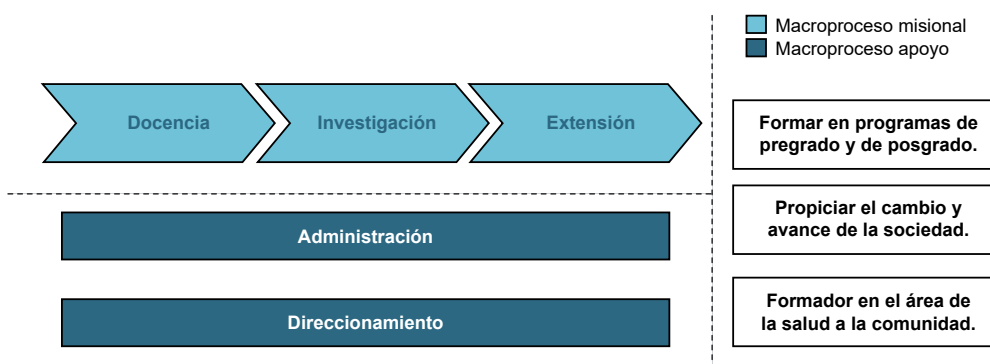 Macroproceso misional
Macroproceso apoyo
Docencia
Investigación
Extensión
Formar en programas de
pregrado y de posgrado.
Propiciar el cambio y
avance de la sociedad.
Administración
Formador en el área de
la salud a la comunidad.
Direccionamiento